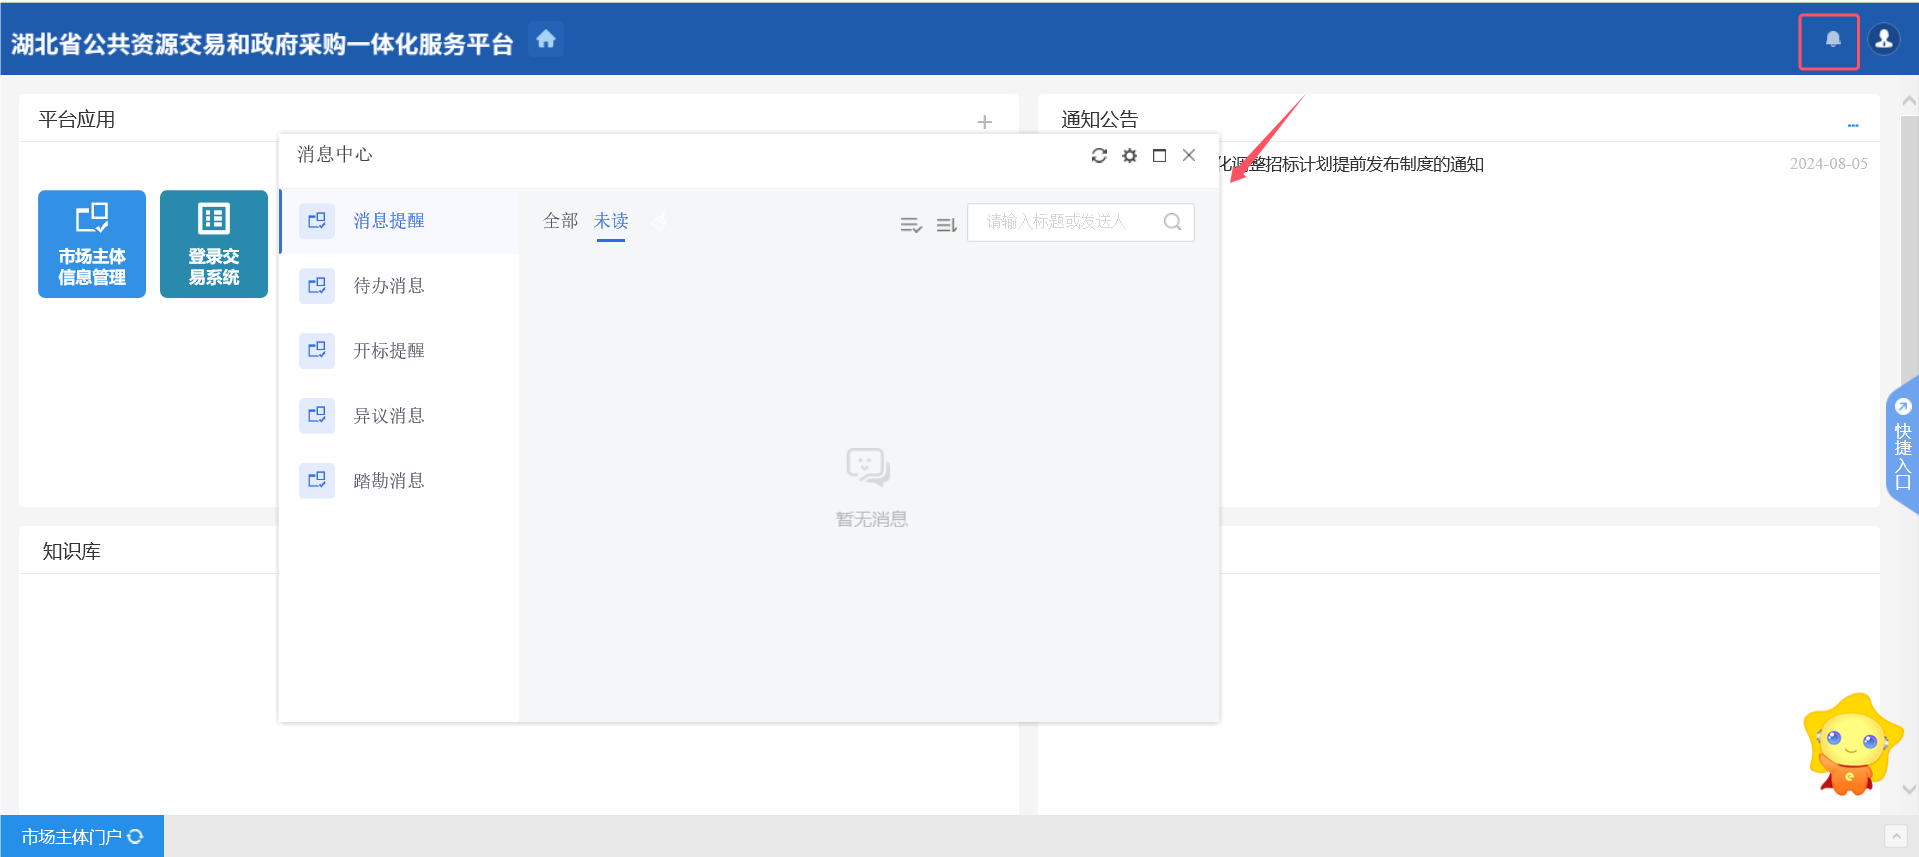 湖北省公共资源交易和政府采购一体化服务平台
平台应用
通知公告
消息中心
化调整招标计划提前发布制度的通知
2024-08-05
市场主体
信息管理
登录交
易系统
消息提醒
待办消息
开标提醒
异议消息
踏勘消息
全部
未读
请输入标题或发送人
暂无消息
快捷入口
知识库
市场主体门户